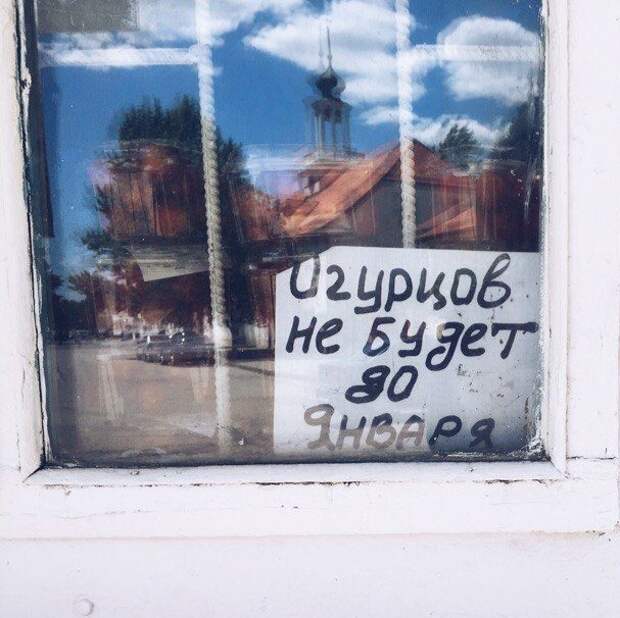 Огурцов
не будет
до
Января